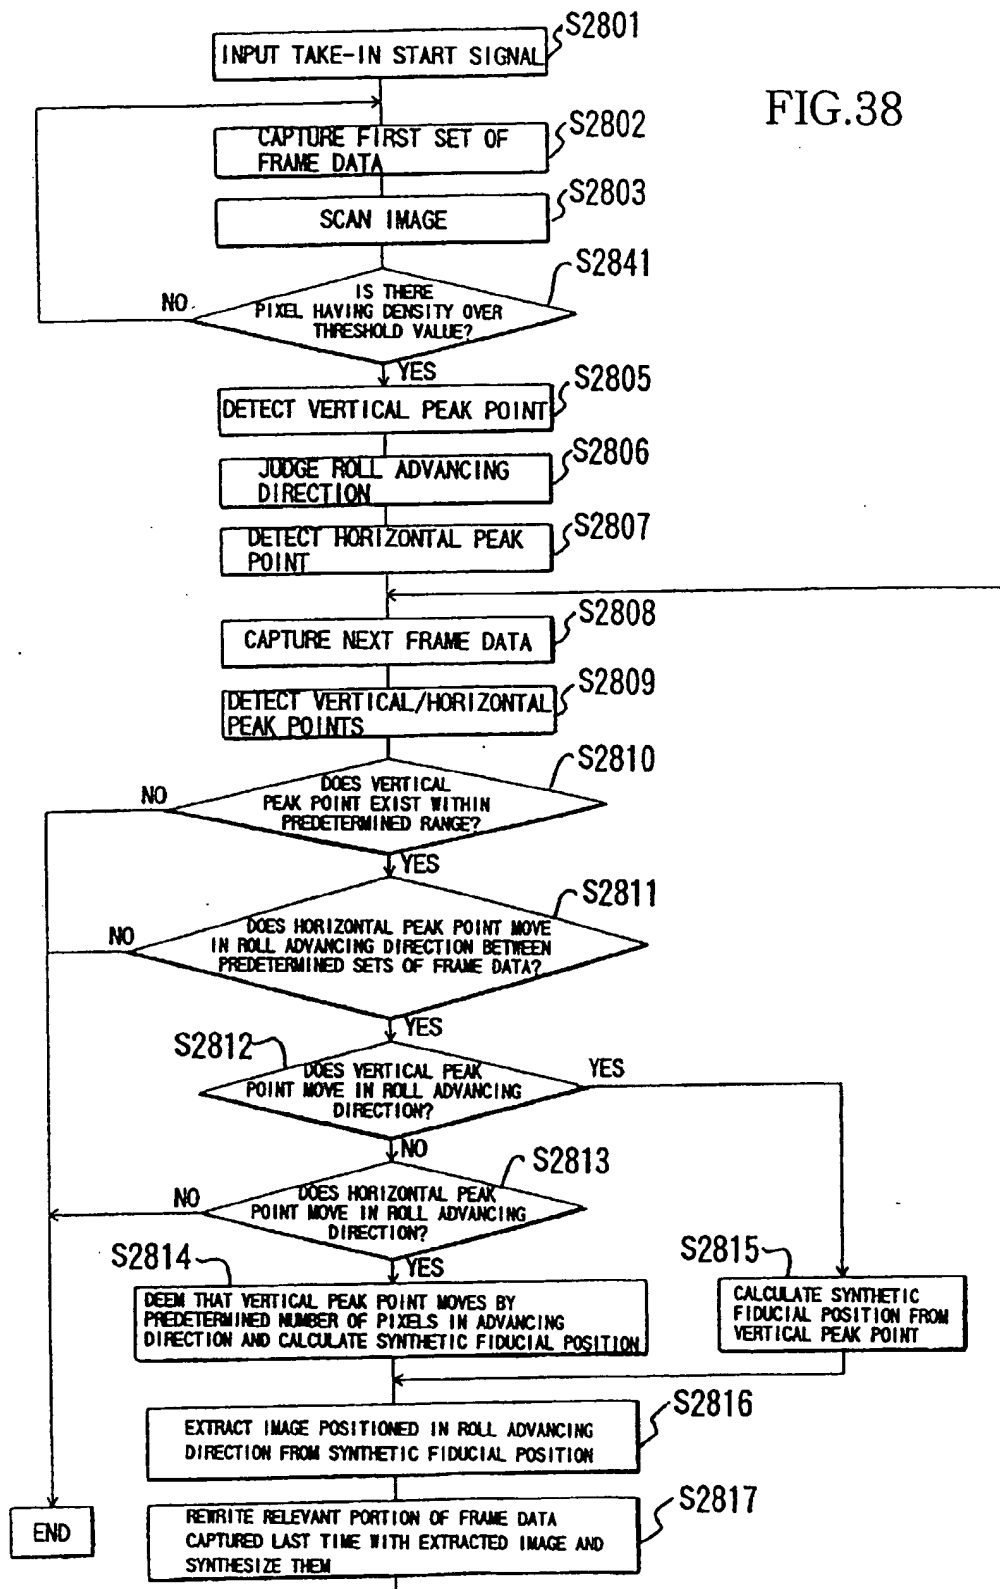 S2801
INPUT TAKE-IN START SIGNAL
FIG.38
S2802
CAPTURE FIRST SET OF
FRAME DATA
S2803
SCAN IMAGE
S2841
IS THERE
PIXEL HAVING DENSITY OVER
THRESHOLD VALUE?
NO
YES
S2805
DETECT VERTICAL PEAK POINT
S2806
JUDGE ROLL ADVANCING
DIRECTION
S2807
DETECT HORIZONTAL PEAK
POINT
S2808
CAPTURE NEXT FRAME DATA
S2809
DETECT VERTICAL/HORIZONTAL
PEAK POINTS
S2810
DOES VERTICAL
PEAK POINT EXIST WITHIN
PREDETERMINED RANGE?
NO
YES
S2811
DOES HORIZONTAL PEAK POINT MOVE
IN ROLL ADVANCING DIRECTION BETWEEN
PREDETERMINED SETS OF FRAME DATA?
NO
YES
S2812
DOES VERTICAL PEAK
POINT MOVE IN ROLL ADVANCING
DIRECTION?
YES
NO
S2813
DOES HORIZONTAL PEAK
POINT MOVE IN ROLL ADVANCING
DIRECTION?
NO
YES
S2814
DEEM THAT VERTICAL PEAK POINT MOVES BY
PREDETERMINED NUMBER OF PIXELS IN ADVANCING
DIRECTION AND CALCULATE SYNTHETIC FIDUCIAL POSITION
S2815
CALCULATE SYNTHETIC
FIDUCIAL POSITION FROM
VERTICAL PEAK POINT
S2816
EXTRACT IMAGE POSITIONED IN ROLL ADVANCING
DIRECTION FROM SYNTHETIC FIDUCIAL POSITION
S2817
REWRITE RELEVANT PORTION OF FRAME DATA
CAPTURED LAST TIME WITH EXTRACTED IMAGE AND
SYNTHESIZE THEM
END